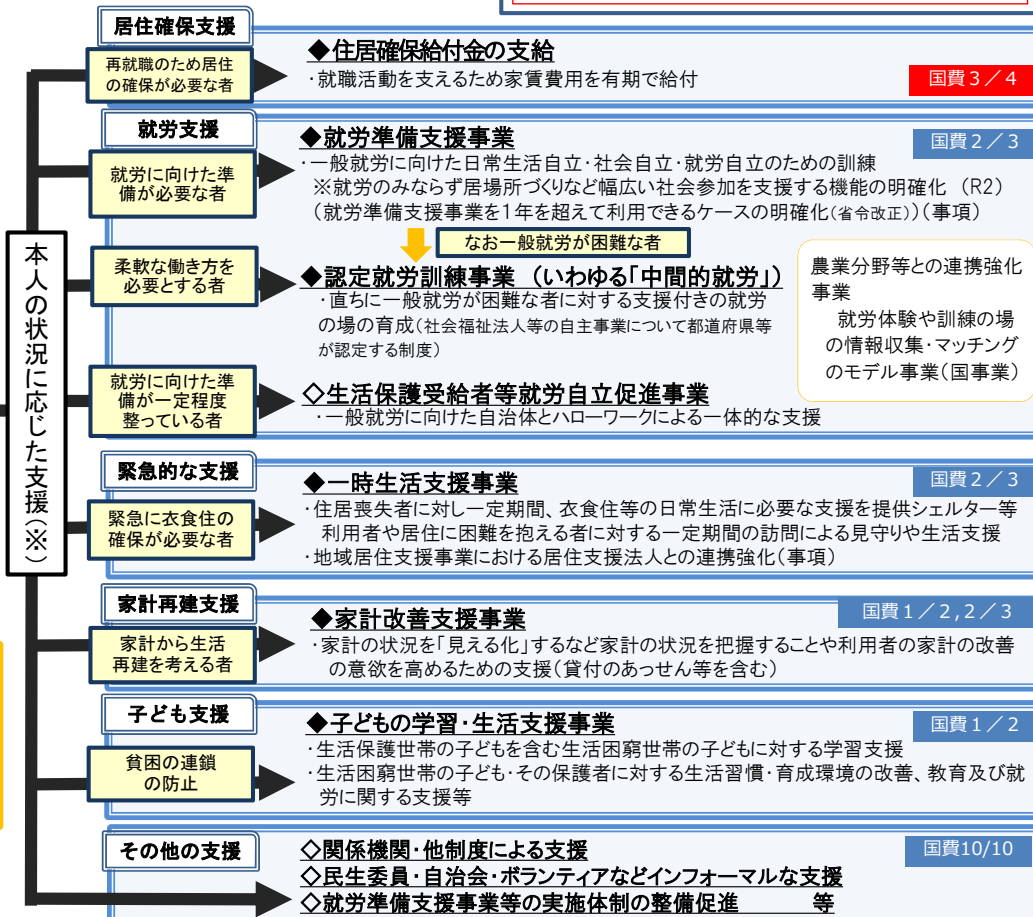 本人の状況に応じた支援(※)
居住確保支援
再就職のため居住
の確保が必要な者
◆住居確保給付金の支給
・就職活動を支えるため家賃費用を有期で給付
国費3/4
就労支援
就労に向けた準
備が必要な者
◆就労準備支援事業
国費2/3
・一般就労に向けた日常生活自立・社会自立・就労自立のための訓練
※就労のみならず居場所づくりなど幅広い社会参加を支援する機能の明確化 (R2)
(就労準備支援事業を1年を超えて利用できるケースの明確化(省令改正))(事項)
なお一般就労が困難な者
柔軟な働き方を
必要とする者
◆認定就労訓練事業 (いわゆる「中間的就労」)
・直ちに一般就労が困難な者に対する支援付きの就労
の場の育成(社会福祉法人等の自主事業について都道府県等
が認定する制度)
農業分野等との連携強化
事業
就労体験や訓練の場
の情報収集・マッチング
のモデル事業(国事業)
就労に向けた準
備が一定程度
整っている者
◇生活保護受給者等就労自立促進事業
・一般就労に向けた自治体とハローワークによる一体的な支援
緊急的な支援
緊急に衣食住の
確保が必要な者
◆一時生活支援事業
国費2/3
・住居喪失者に対し一定期間、衣食住等の日常生活に必要な支援を提供シェルター等
利用者や居住に困難を抱える者に対する一定期間の訪問による見守りや生活支援
・地域居住支援事業における居住支援法人との連携強化(事項)
家計再建支援
家計から生活
再建を考える者
◆家計改善支援事業
国費1/2,2/3
・家計の状況を「見える化」するなど家計の状況を把握することや利用者の家計の改善
の意欲を高めるための支援(貸付のあっせん等を含む)
子ども支援
貧困の連鎖
の防止
◆子どもの学習・生活支援事業
国費1/2
・生活保護世帯の子どもを含む生活困窮世帯の子どもに対する学習支援
・生活困窮世帯の子ども・その保護者に対する生活習慣・育成環境の改善、教育及び就
労に関する支援等
その他の支援
◇関係機関・他制度による支援
国費10/10
◇民生委員・自治会・ボランティアなどインフォーマルな支援
◇就労準備支援事業等の実施体制の整備促進 等